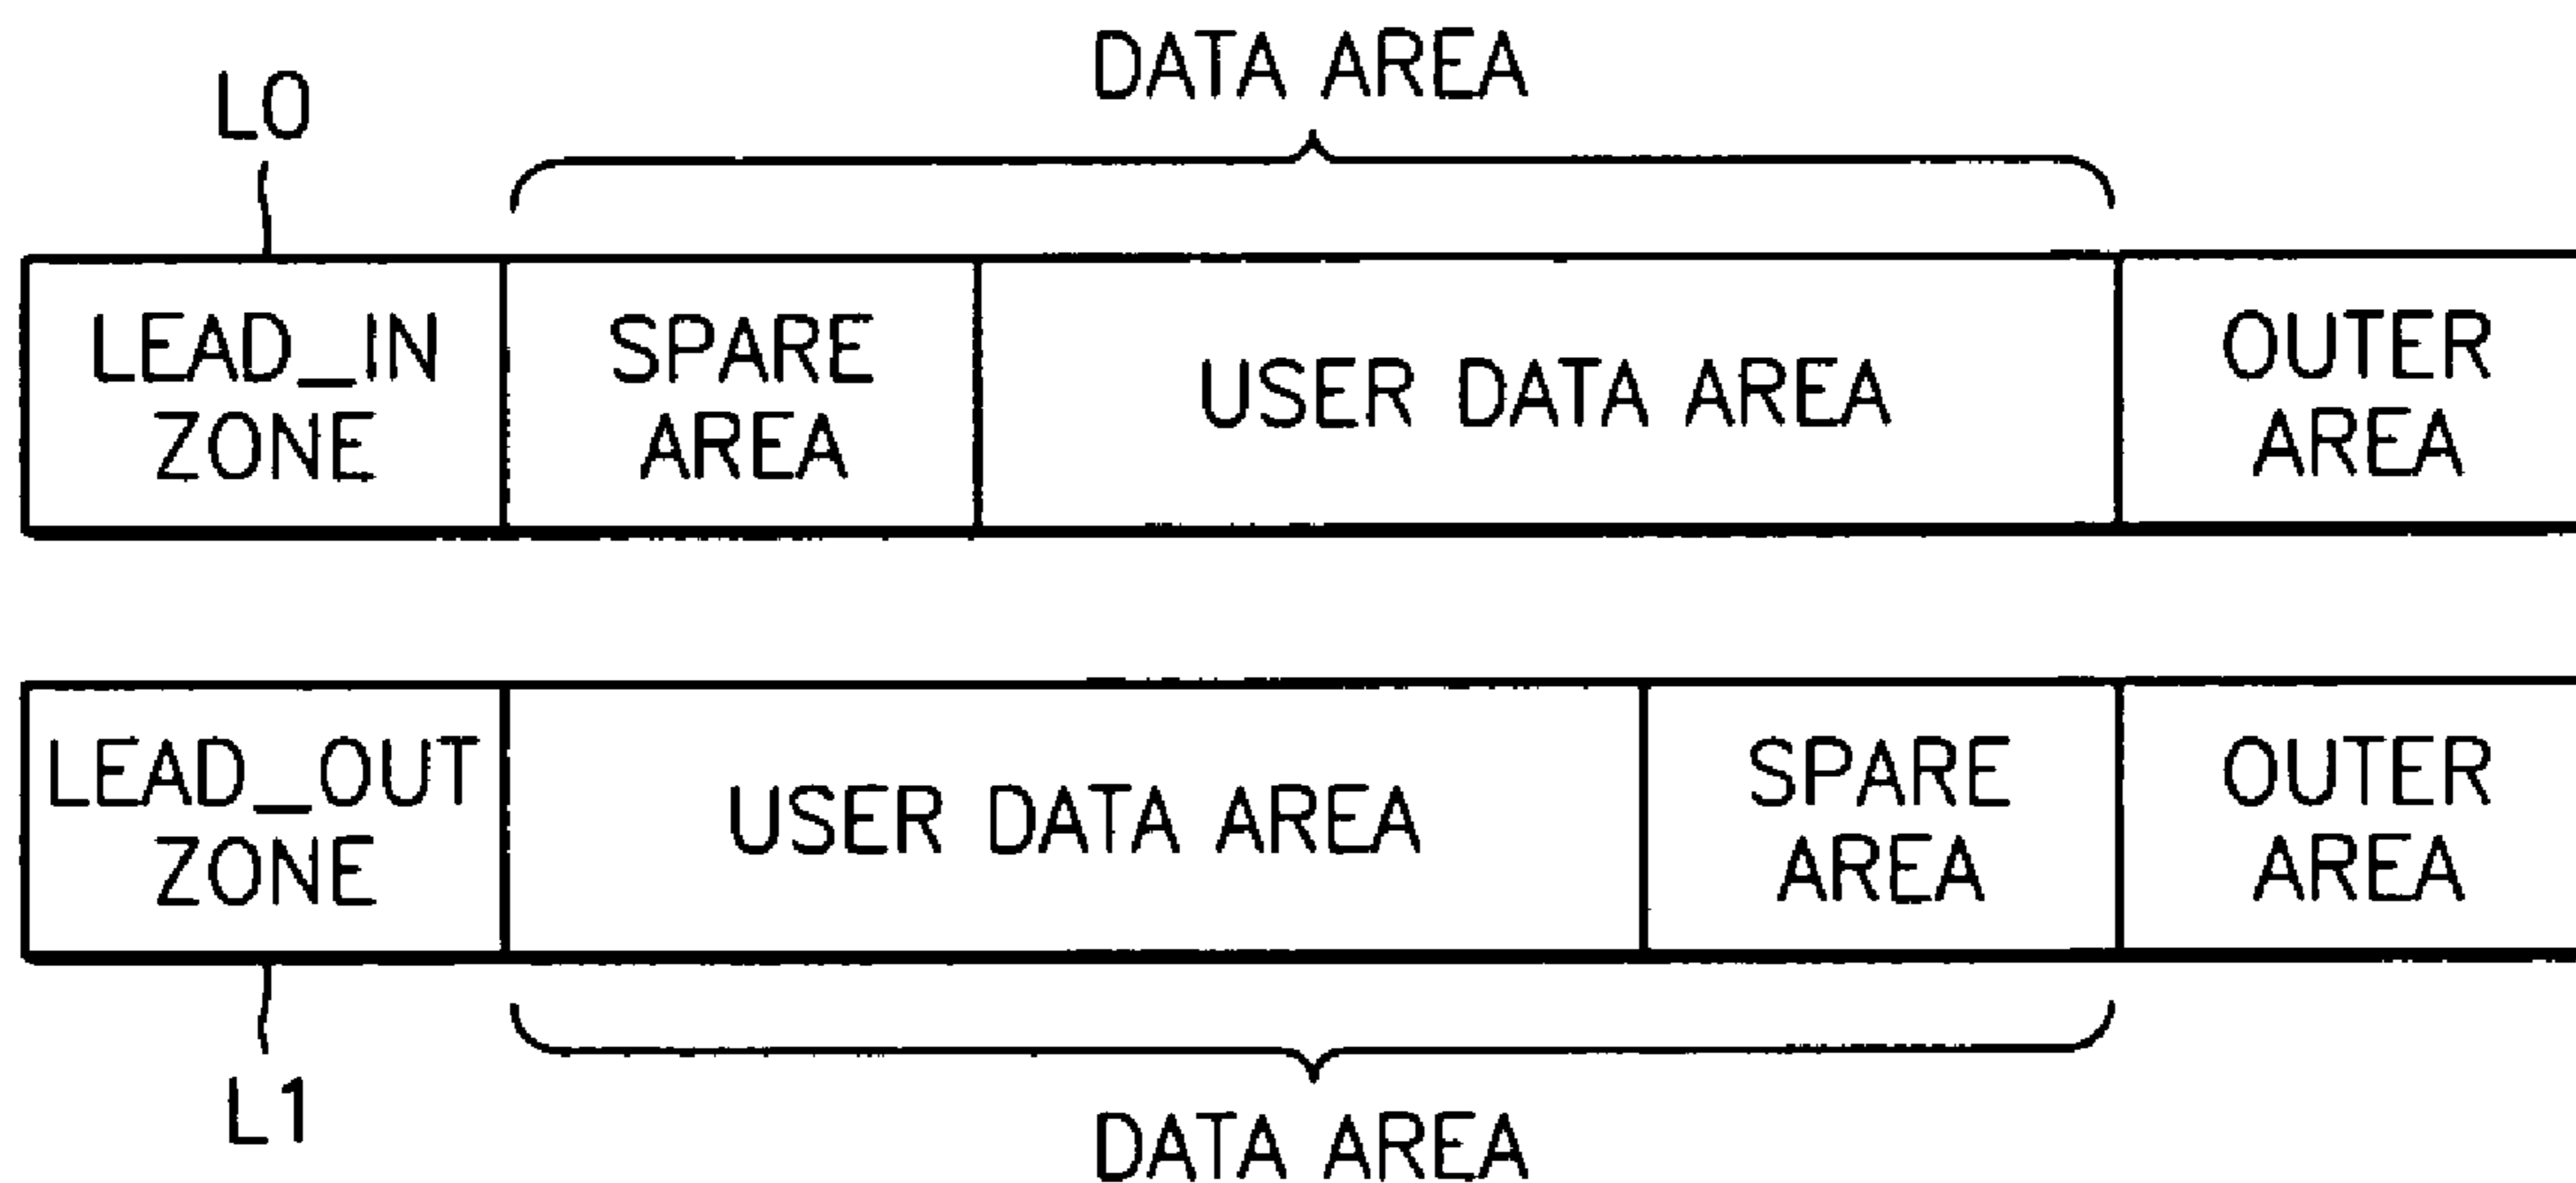 DATA AREA
L0
LEAD_IN
ZONE
SPARE
AREA
USER DATA AREA
OUTER
AREA
LEAD_OUT
ZONE
USER DATA AREA
SPARE
AREA
OUTER
AREA
L1
DATA AREA